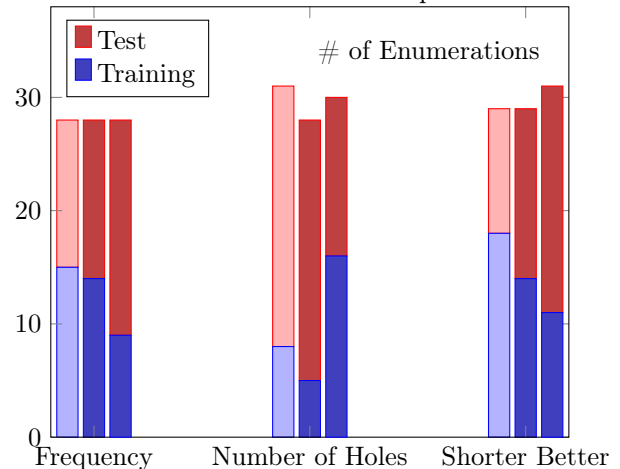 Test
Training
# of Enumerations
30
20
10
0
Frequency
Number of Holes
Shorter Better